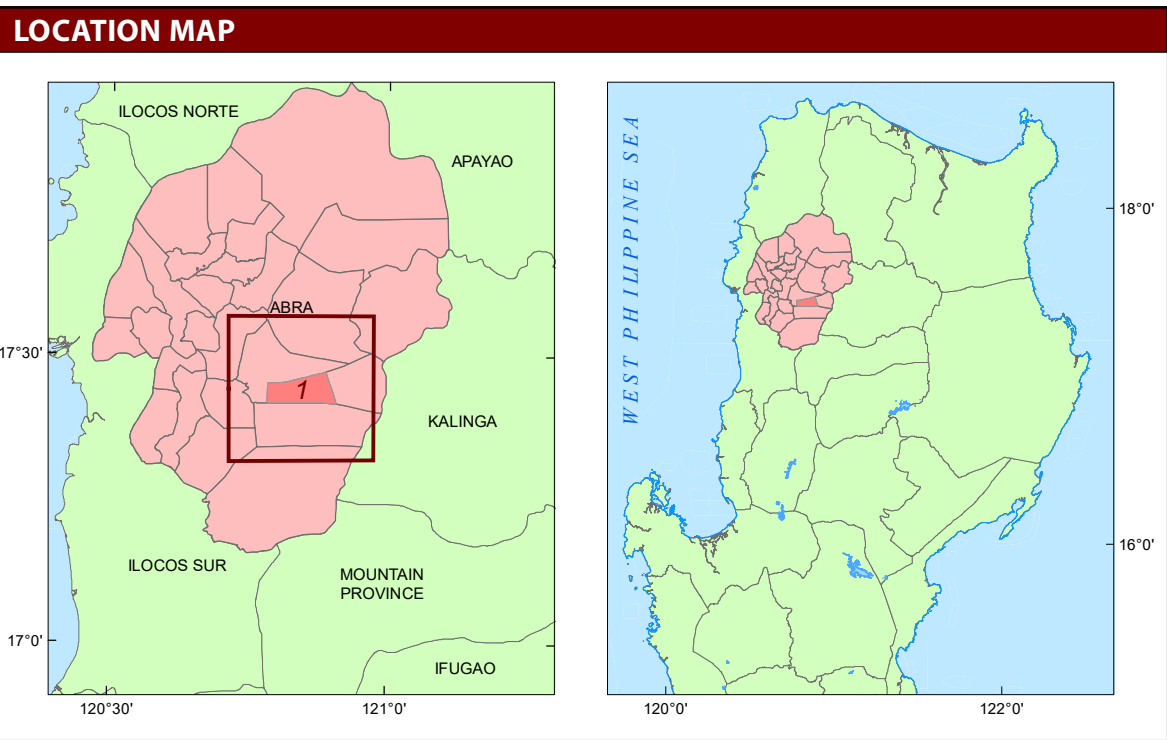 LOCATION MAP
ILOCOS NORTE
APAYAO
ABRA
17°30'
1
KALINGA
ILOCOS SUR
MOUNTAIN
PROVINCE
17°0'
IFUGAO
120°30'
121°0'
WEST PHILIPPINE SEA
18°0'
16°0'
120°0'
122°0'